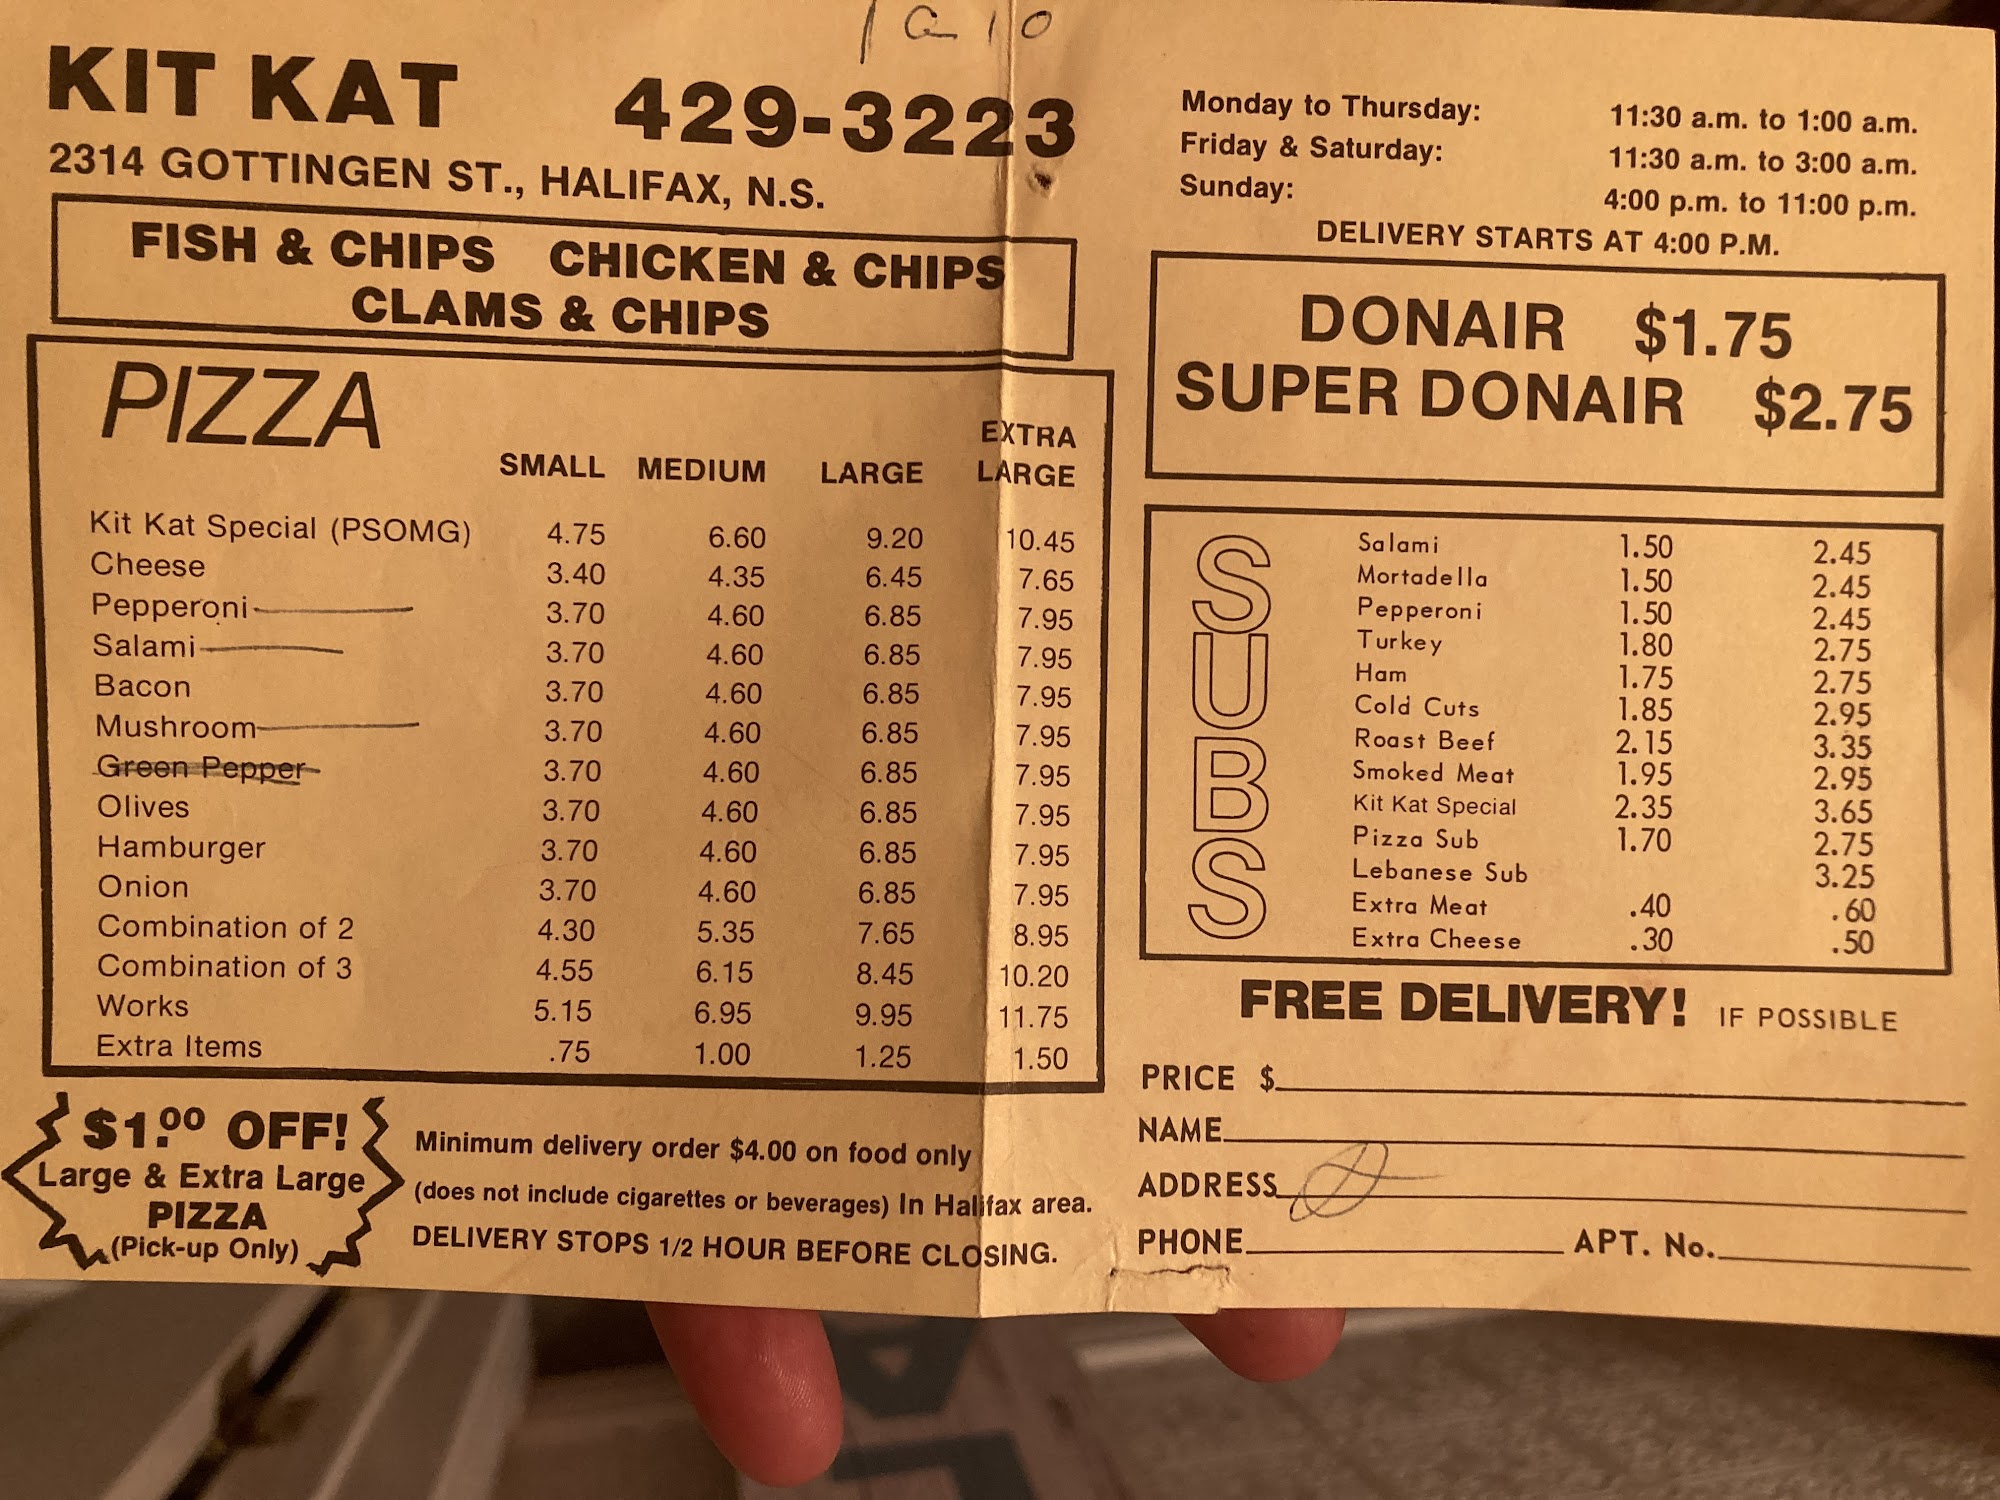 KIT KAT 429-3223
2314 GOTTINGEN ST., HALIFAX, N.S.
FISH & CHIPS CHICKEN & CHIPS
CLAMS & CHIPS
PIZZA
SMALL MEDIUM LARGE EXTRA LARGE
Kit Kat Special (PSOMG) 4.75 6.60 9.20 10.45
Cheese 3.40 4.35 6.45 7.65
Pepperoni 3.70 4.60 6.85 7.95
Salami 3.70 4.60 6.85 7.95
Bacon 3.70 4.60 6.85 7.95
Mushroom 3.70 4.60 6.85 7.95
Green Pepper 3.70 4.60 6.85 7.95
Olives 3.70 4.60 6.85 7.95
Hamburger 3.70 4.60 6.85 7.95
Onion 3.70 4.60 6.85 7.95
Combination of 2 4.30 5.35 7.65 8.95
Combination of 3 4.55 6.15 8.45 10.20
Works 5.15 6.95 9.95 11.75
Extra Items .75 1.00 1.25 1.50
$1.00 OFF!
Large & Extra Large
PIZZA
(Pick-up Only)
Minimum delivery order $4.00 on food only
(does not include cigarettes or beverages) In Halifax area.
DELIVERY STOPS 1/2 HOUR BEFORE CLOSING.
Monday to Thursday: 11:30 a.m. to 1:00 a.m.
Friday & Saturday: 11:30 a.m. to 3:00 a.m.
Sunday: 4:00 p.m. to 11:00 p.m.
DELIVERY STARTS AT 4:00 P.M.
DONAIR $1.75
SUPER DONAIR $2.75
SUBS
Salami 1.50 2.45
Mortadella 1.50 2.45
Pepperoni 1.50 2.45
Turkey 1.80 2.75
Ham 1.75 2.75
Cold Cuts 1.85 2.95
Roast Beef 2.15 3.35
Smoked Meat 1.95 2.95
Kit Kat Special 2.35 3.65
Pizza Sub 1.70 2.75
Lebanese Sub 3.25
Extra Meat .40 .60
Extra Cheese .30 .50
FREE DELIVERY! IF POSSIBLE
PRICE $
NAME
ADDRESS
PHONE APT. No.